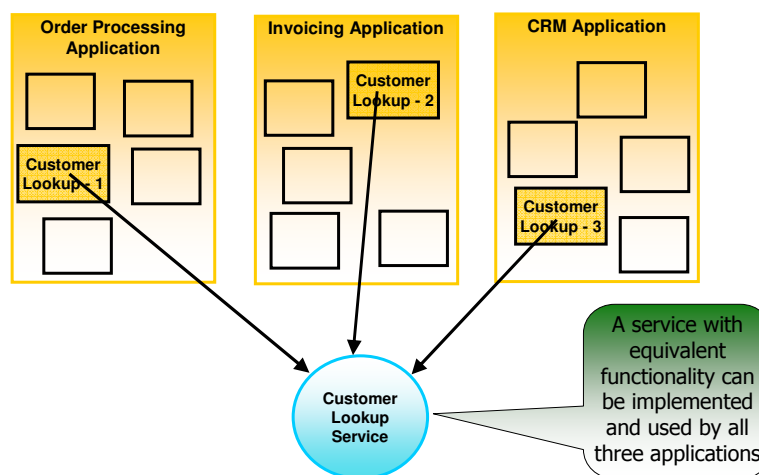 Order Processing
Application
Invoicing Application
CRM Application
Customer
Lookup - 1
Customer
Lookup - 2
Customer
Lookup - 3
Customer
Lookup
Service
A service with
equivalent
functionality can
be implemented
and used by all
three applications